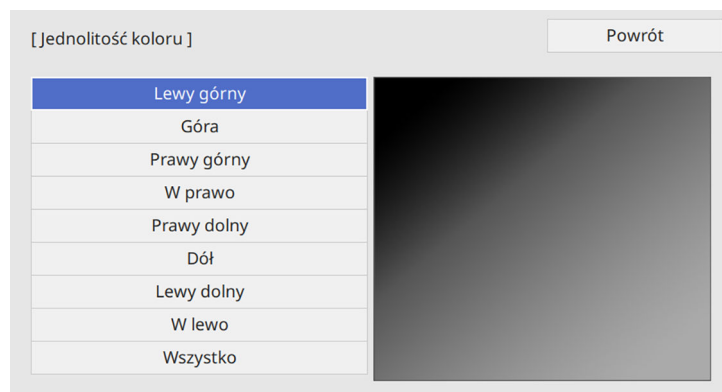 [ Jednolitość koloru ]
Powrót
Lewy górny
Góra
Prawy górny
W prawo
Prawy dolny
Dół
Lewy dolny
W lewo
Wszystko